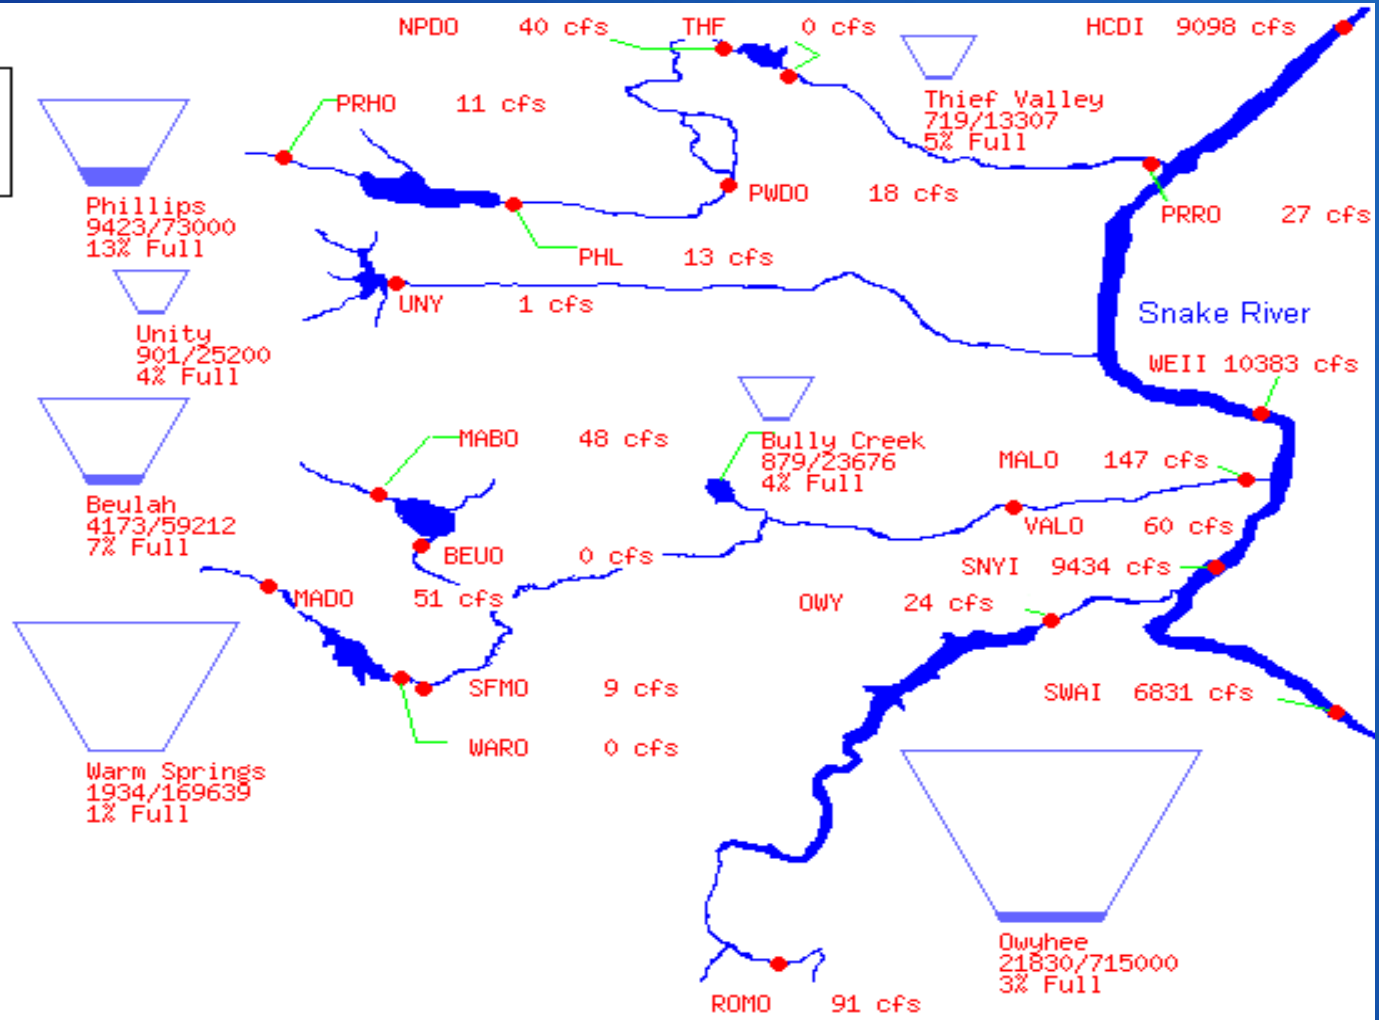 NPDO 40 cfs
THF 0 cfs
HCDI 9098 cfs
PRHO 11 cfs
Thief Valley
719/13307
5% Full
Phillips
9423/73000
13% Full
PWDO 18 cfs
PRRO 27 cfs
PHL 13 cfs
UNY 1 cfs
Snake River
Unity
901/25200
4% Full
WEII 10383 cfs
MABO 48 cfs
Bully Creek
879/23676
4% Full
MALO 147 cfs
Beulah
4173/59212
7% Full
VALO 60 cfs
BEUO 0 cfs
SNYI 9434 cfs
MADO 51 cfs
OWY 24 cfs
SFMO 9 cfs
SWAI 6831 cfs
WARO 0 cfs
Warm Springs
1934/169639
1% Full
Owyhee
21830/715000
3% Full
ROMO 91 cfs